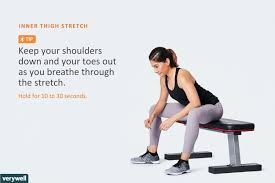 INNER THIGH STRETCH
TIP
Keep your shoulders
down and your toes out
as you breathe through
the stretch.
Hold for 10 to 30 seconds.
verywell